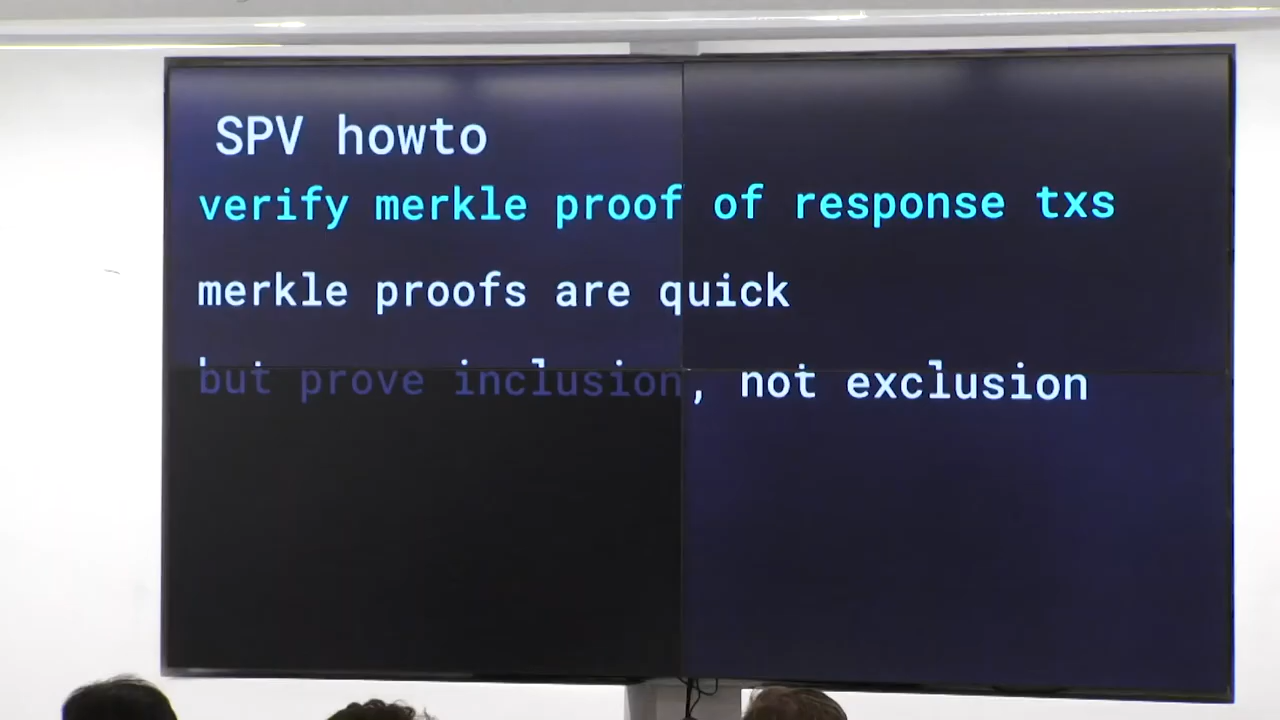 SPV howto
verify merkle proof of response txs
merkle proofs are quick
but prove inclusion, not exclusion